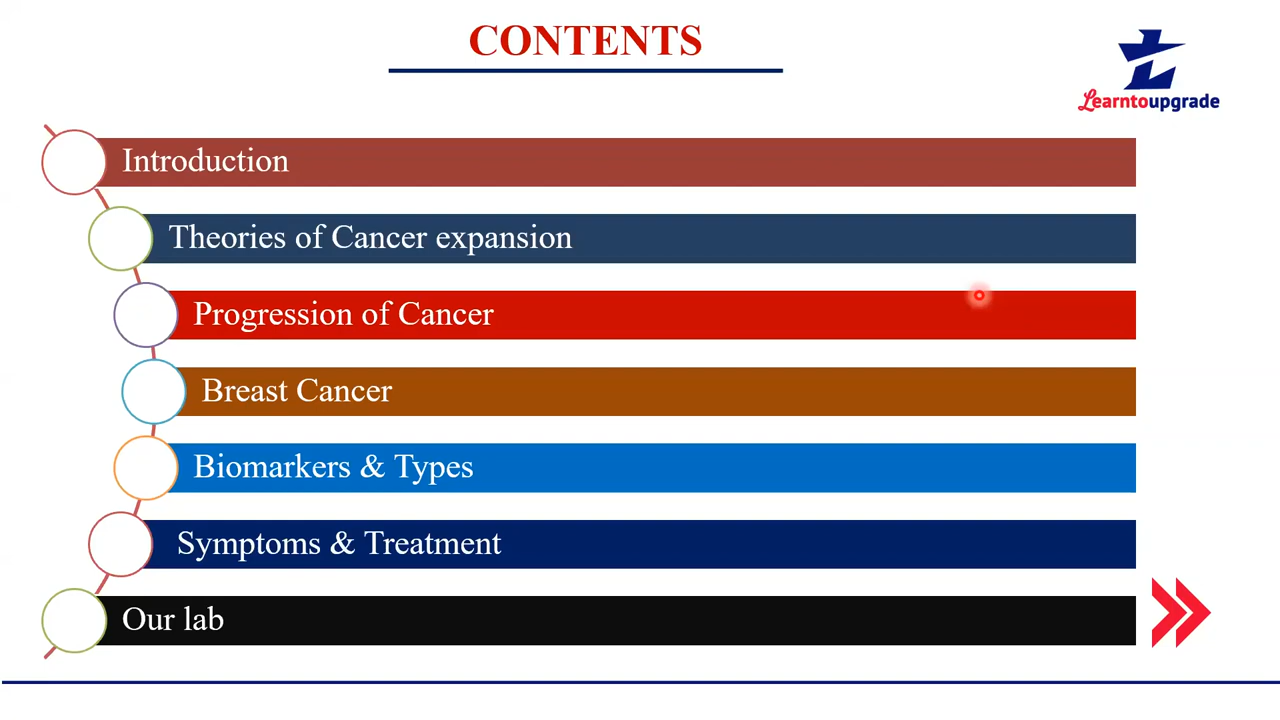 CONTENTS
Learntoupgrade
Introduction
Theories of Cancer expansion
Progression of Cancer
Breast Cancer
Biomarkers & Types
Symptoms & Treatment
Our lab